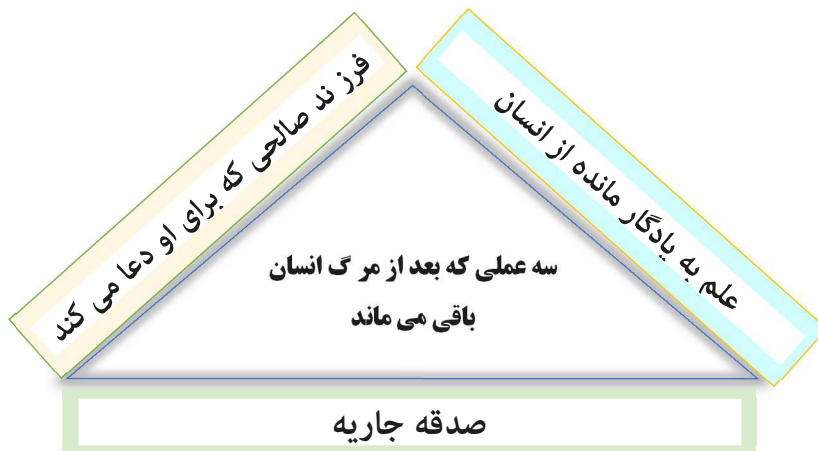 فرز ند صالحی که برای او دعا می کند
علم به یادگار مانده از انسان
سه عملی که بعد از مر گ انسان
باقی می ماند
صدقه جاریه